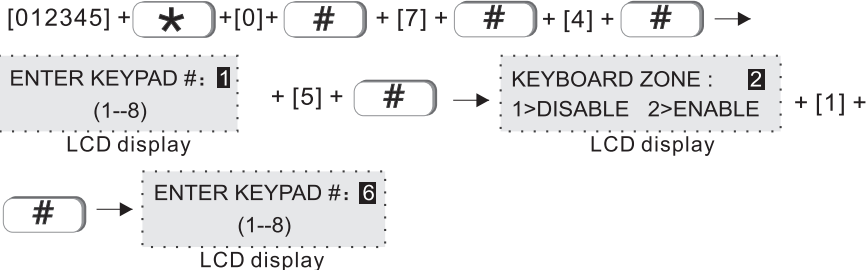 [012345] + * +[0]+ # + [7] + # + [4] + #
ENTER KEYPAD #: 1
(1--8)
LCD display
+ [5] + #
KEYBOARD ZONE : 2
1>DISABLE 2>ENABLE
LCD display
+ [1] +
#
ENTER KEYPAD #: 6
(1--8)
LCD display